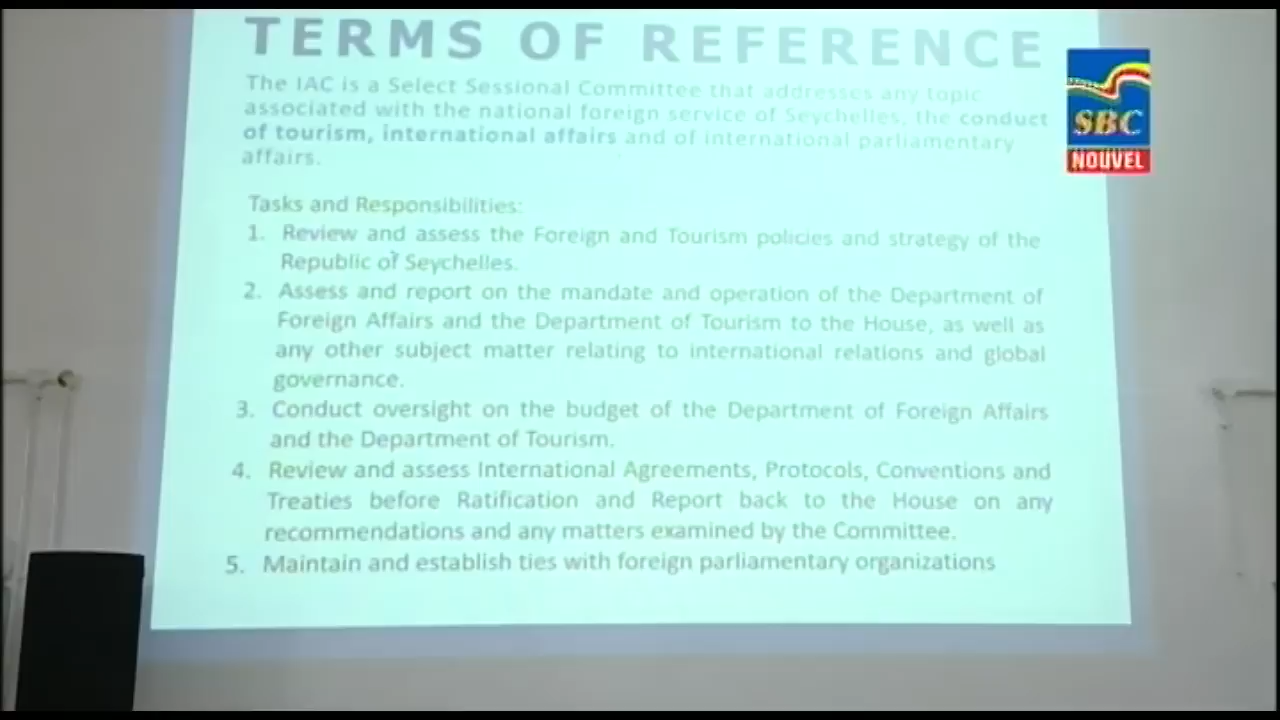 TERMS OF REFERENCE
The IAC is a Select Sessional Committee that addresses any topic
associated with the national foreign service of Seychelles, the conduct
of tourism, international affairs and of international parliamentary
affairs.
Tasks and Responsibilities:
1. Review and assess the Foreign and Tourism policies and strategy of the
Republic of Seychelles.
2. Assess and report on the mandate and operation of the Department of
Foreign Affairs and the Department of Tourism to the House, as well as
any other subject matter relating to international relations and global
governance.
3. Conduct oversight on the budget of the Department of Foreign Affairs
and the Department of Tourism.
4. Review and assess International Agreements, Protocols, Conventions and
Treaties before Ratification and Report back to the House on any
recommendations and any matters examined by the Committee.
5. Maintain and establish ties with foreign parliamentary organizations
SBC
NOUVEL